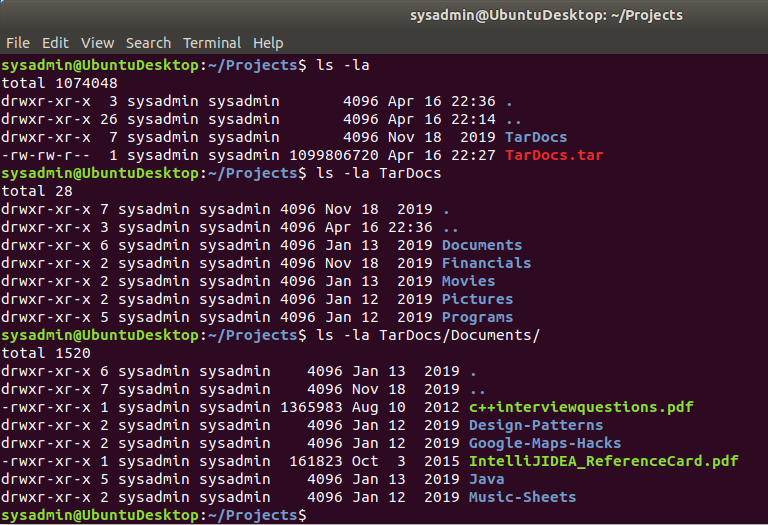 sysadmin@UbuntuDesktop: ~/Projects
File Edit View Search Terminal Help
sysadmin@UbuntuDesktop:~/Projects$ ls -la
total 1074048
drwxr-xr-x  3 sysadmin sysadmin       4096 Apr 16 22:36 .
drwxr-xr-x 26 sysadmin sysadmin       4096 Apr 16 22:14 ..
drwxr-xr-x  7 sysadmin sysadmin       4096 Nov 18  2019 TarDocs
-rw-rw-r--  1 sysadmin sysadmin 1099806720 Apr 16 22:27 TarDocs.tar
sysadmin@UbuntuDesktop:~/Projects$ ls -la TarDocs
total 28
drwxr-xr-x 7 sysadmin sysadmin 4096 Nov 18  2019 .
drwxr-xr-x 3 sysadmin sysadmin 4096 Apr 16 22:36 ..
drwxr-xr-x 6 sysadmin sysadmin 4096 Jan 13  2019 Documents
drwxr-xr-x 2 sysadmin sysadmin 4096 Nov 18  2019 Financials
drwxr-xr-x 2 sysadmin sysadmin 4096 Jan 13  2019 Movies
drwxr-xr-x 2 sysadmin sysadmin 4096 Jan 12  2019 Pictures
drwxr-xr-x 5 sysadmin sysadmin 4096 Jan 12  2019 Programs
sysadmin@UbuntuDesktop:~/Projects$ ls -la TarDocs/Documents/
total 1520
drwxr-xr-x 6 sysadmin sysadmin    4096 Jan 13  2019 .
drwxr-xr-x 7 sysadmin sysadmin    4096 Nov 18  2019 ..
-rwxr-xr-x 1 sysadmin sysadmin 1365983 Aug 10  2012 c++interviewquestions.pdf
drwxr-xr-x 2 sysadmin sysadmin    4096 Jan 12  2019 Design-Patterns
drwxr-xr-x 2 sysadmin sysadmin    4096 Jan 12  2019 Google-Maps-Hacks
-rwxr-xr-x 1 sysadmin sysadmin  161823 Oct  3  2015 IntelliJIDEA_ReferenceCard.pdf
drwxr-xr-x 5 sysadmin sysadmin    4096 Jan 13  2019 Java
drwxr-xr-x 2 sysadmin sysadmin    4096 Jan 12  2019 Music-Sheets
sysadmin@UbuntuDesktop:~/Projects$